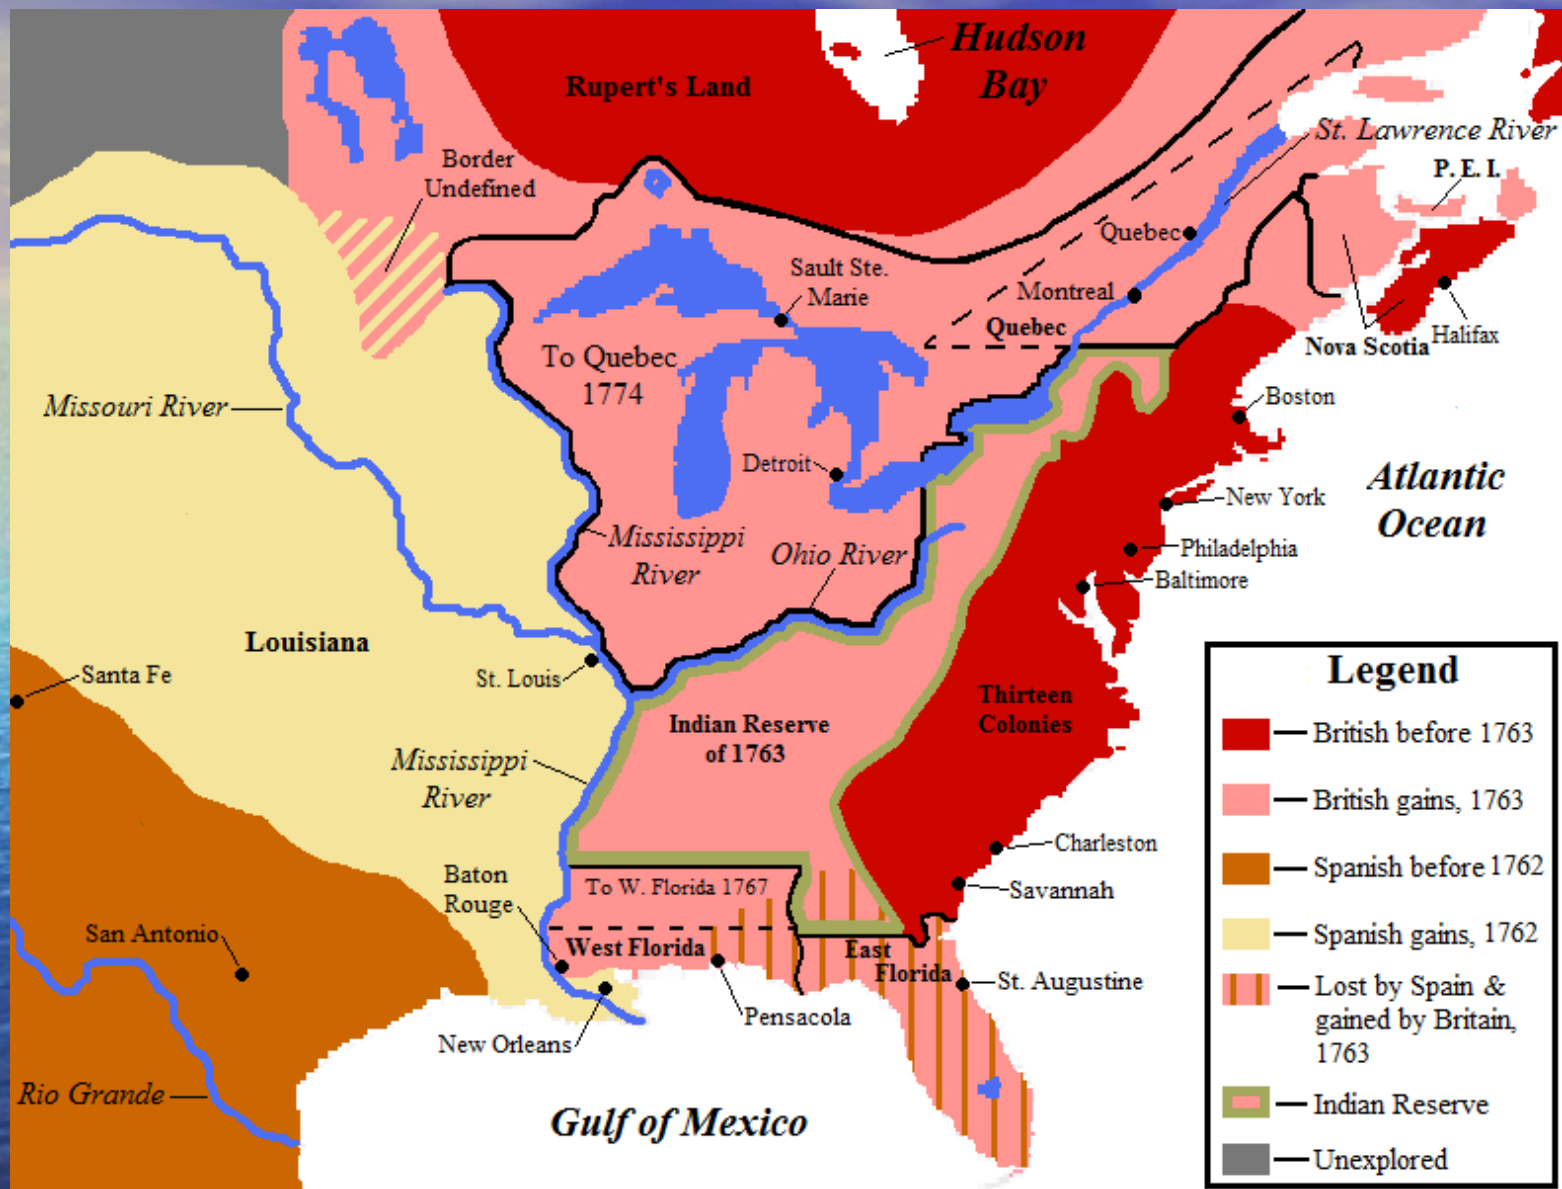 Hudson
Bay
Rupert's Land
St. Lawrence River
Border
Undefined
P. E. I.
Quebec
Sault Ste.
Marie
Montreal
Quebec
Nova Scotia
Halifax
To Quebec
1774
Missouri River
Boston
Detroit
Atlantic
Ocean
New York
Mississippi
River
Ohio River
Philadelphia
Baltimore
Louisiana
St. Louis
Santa Fe
Thirteen
Colonies
Indian Reserve
of 1763
Mississippi
River
Charleston
Savannah
Baton
Rouge
To W. Florida 1767
San Antonio
West Florida
East
Florida
St. Augustine
Pensacola
New Orleans
Rio Grande
Gulf of Mexico
Legend
British before 1763
British gains, 1763
Spanish before 1762
Spanish gains, 1762
Lost by Spain &
gained by Britain,
1763
Indian Reserve
Unexplored